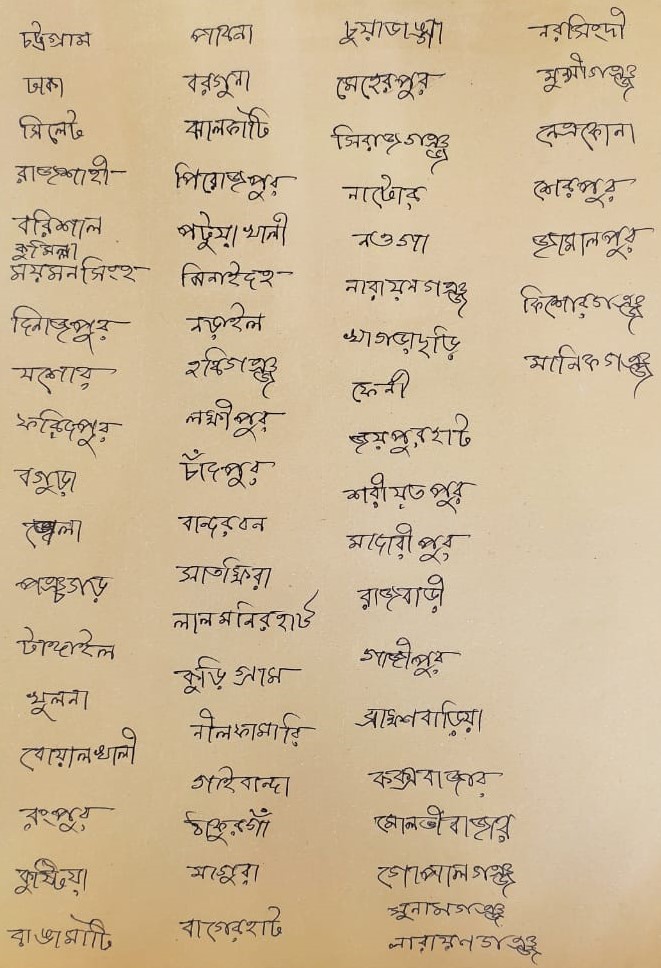 চট্টগ্রাম
ঢাকা
সিলেট
রাজশাহী
বরিশাল
কুমিল্লা
ময়মনসিংহ
দিনাজপুর
যশোর
ফরিদপুর
বগুড়া
পঞ্চগড়
টাঙ্গাইল
খুলনা
নোয়াখালী
রংপুর
কুষ্টিয়া
রাঙামাটি
পাবনা
বরগুনা
ঝালকাঠি
পিরোজপুর
পটুয়াখালী
ঝিনাইদহ
নড়াইল
হবিগঞ্জ
লক্ষীপুর
চাঁদপুর
বান্দরবন
সাতক্ষিরা
লালমনিরহাট
কুড়িগ্রাম
নীলফামারি
গাইবান্দা
ঠাকুরগাঁ
মাগুরা
বাগেরহাট
চুয়াডাঙ্গা
মেহেরপুর
সিরাজগঞ্জ
নাটোর
নওগা
নারায়নগঞ্জ
খাগড়াছড়ি
ফেনী
জয়পুরহাট
শরীয়তপুর
মাদারীপুর
রাজবাড়ী
গাজীপুর
ব্রাহ্মণবাড়িয়া
কক্সবাজার
মোলভীবাজার
গোপালগঞ্জ
সুনামগঞ্জ
নারায়নগঞ্জ
নরসিংদী
মুন্সীগঞ্জ
নেত্রকোনা
শেরপুর
জামালপুর
কিশোরগঞ্জ
মানিকগঞ্জ